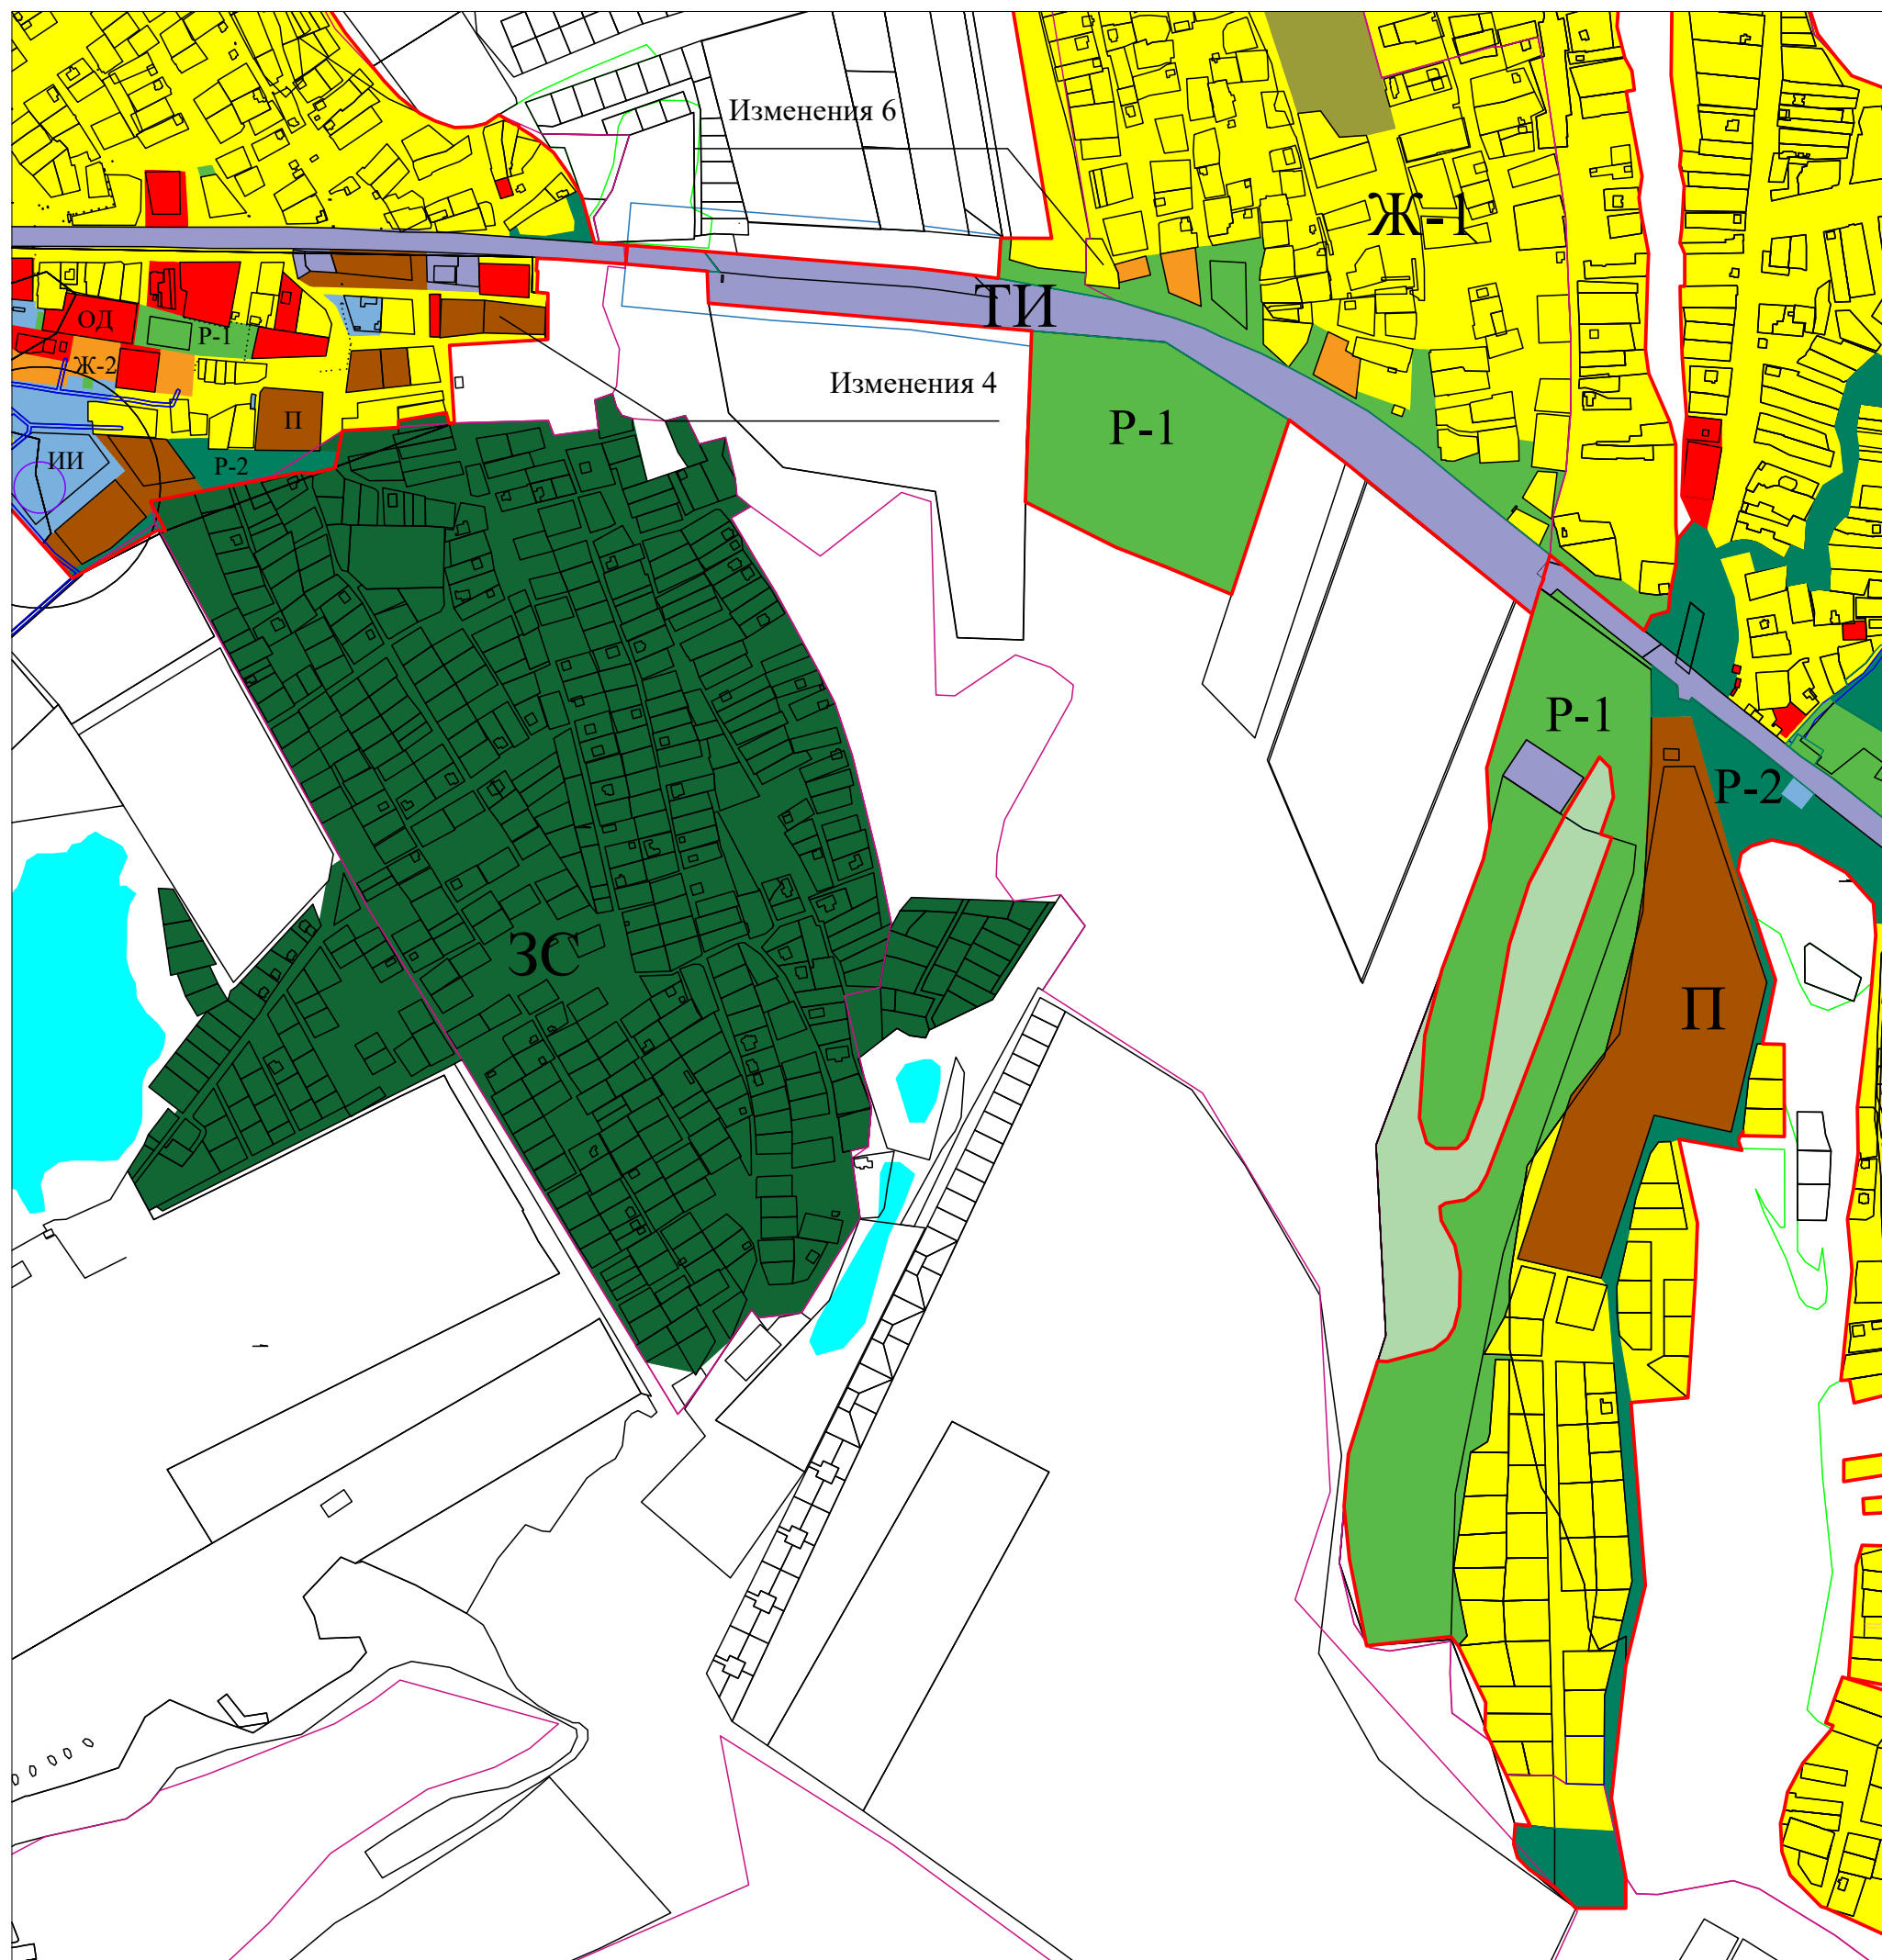 Изменения 6
Ж-1
ТИ
ОД
Р-1
Ж-2
Изменения 4
П
Р-1
ИИ
Р-2
Р-1
Р-2
ЗС
П